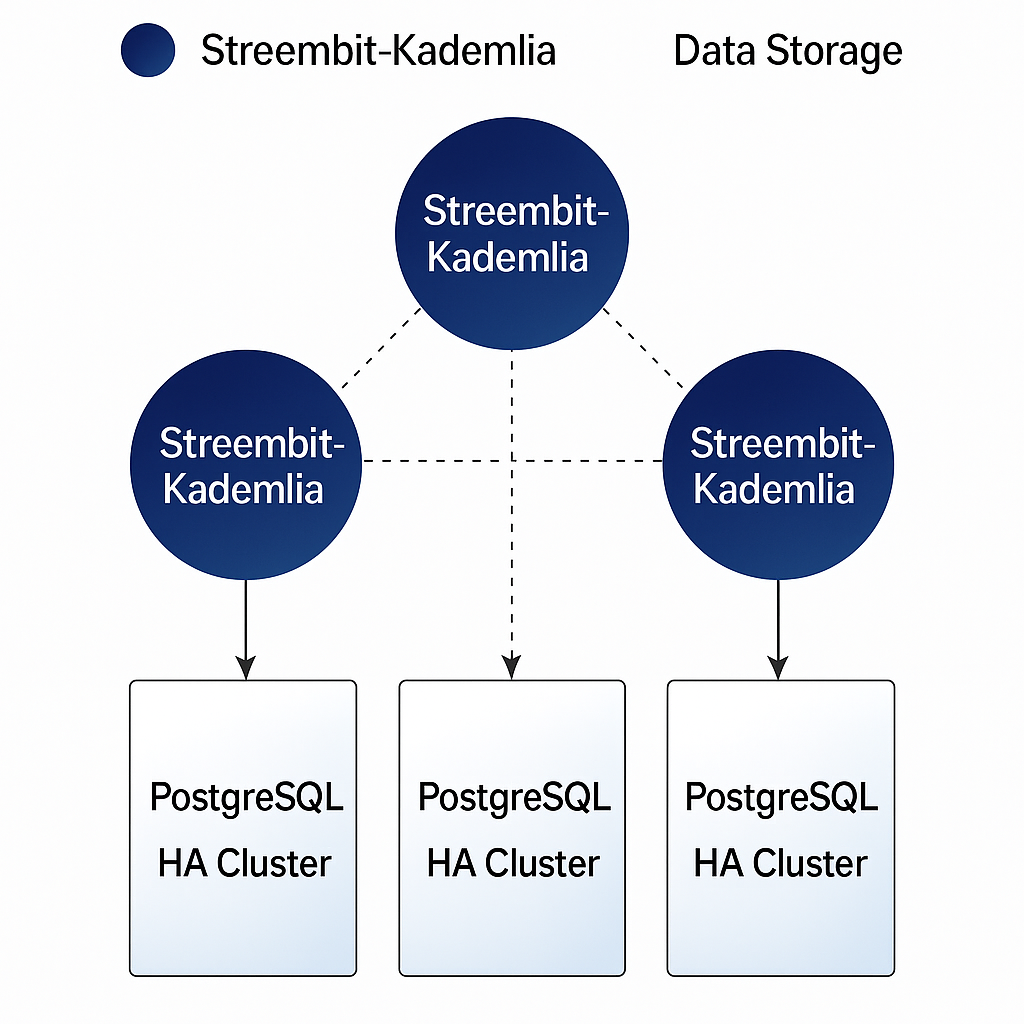 Streembit-Kademlia
Data Storage
Streembit-
Kademlia
Streembit-
Kademlia
Streembit-
Kademlia
PostgreSQL
HA Cluster
PostgreSQL
HA Cluster
PostgreSQL
HA Cluster